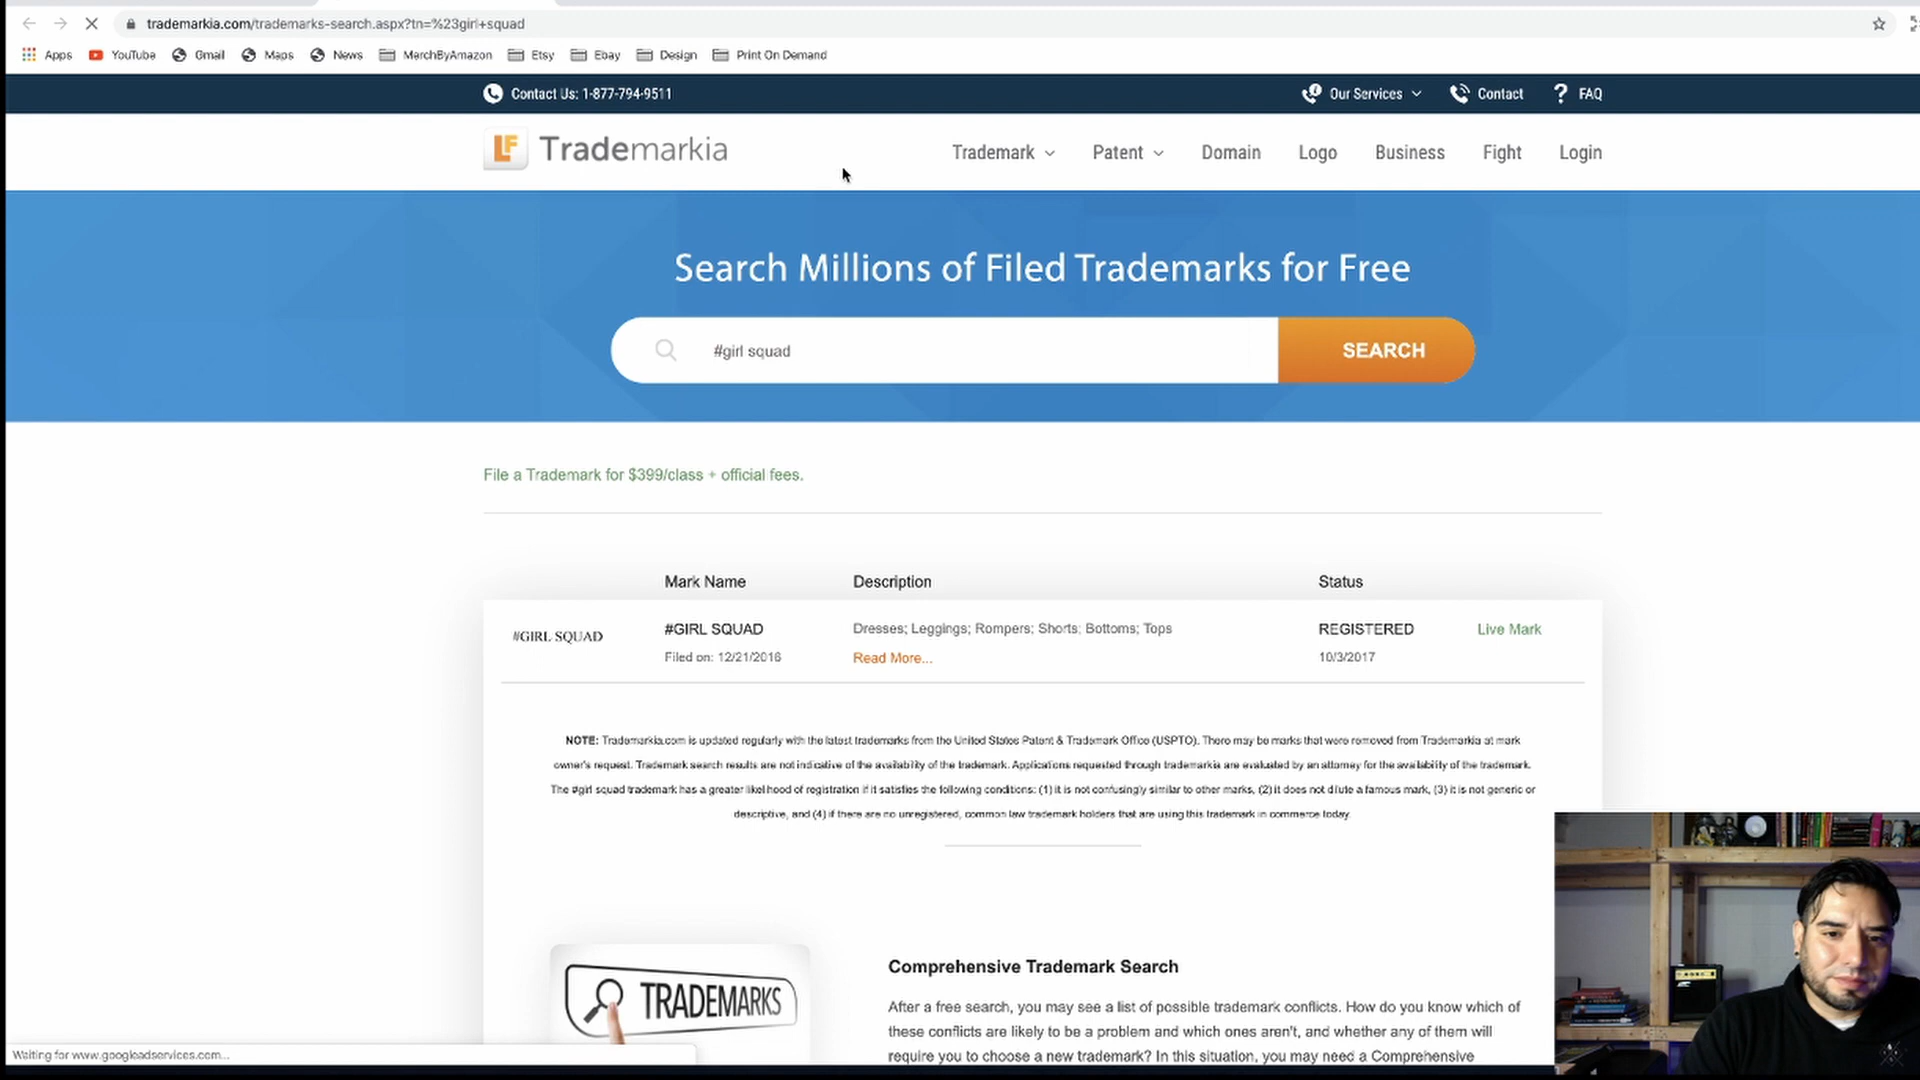 trademarkia.com/trademarks-search.aspx?tn=%23girl+squad
Apps YouTube Gmail Maps News MerchByAmazon Etsy Ebay Design Print On Demand
Contact Us: 1-877-794-9511 Our Services Contact ? FAQ
LF Trademarkia Trademark Patent Domain Logo Business Fight Login
Search Millions of Filed Trademarks for Free
#girl squad SEARCH
File a Trademark for $399/class + official fees.
Mark Name Description Status
#GIRL SQUAD #GIRL SQUAD Dresses; Leggings; Rompers; Shorts; Bottoms; Tops REGISTERED Live Mark
Filed on: 12/21/2016 Read More... 10/3/2017
NOTE: Trademarkia.com is updated regularly with the latest trademarks from the United States Patent & Trademark Office (USPTO). There may be marks that were removed from Trademarkia at mark
owner's request. Trademark search results are not indicative of the availability of the trademark. Applications requested through trademarkia are evaluated by an attorney for the availability of the trademark.
The #girl squad trademark has a greater likelihood of registration if it satisfies the following conditions: (1) it is not confusingly similar to other marks, (2) it does not dilute a famous mark, (3) it is not generic or
descriptive, and (4) if there are no unregistered, common law trademark holders that are using this trademark in commerce today.
TRADEMARKS
Comprehensive Trademark Search
After a free search, you may see a list of possible trademark conflicts. How do you know which of
these conflicts are likely to be a problem and which ones aren't, and whether any of them will
require you to choose a new trademark? In this situation, you may need a Comprehensive
Waiting for www.googleadservices.com...